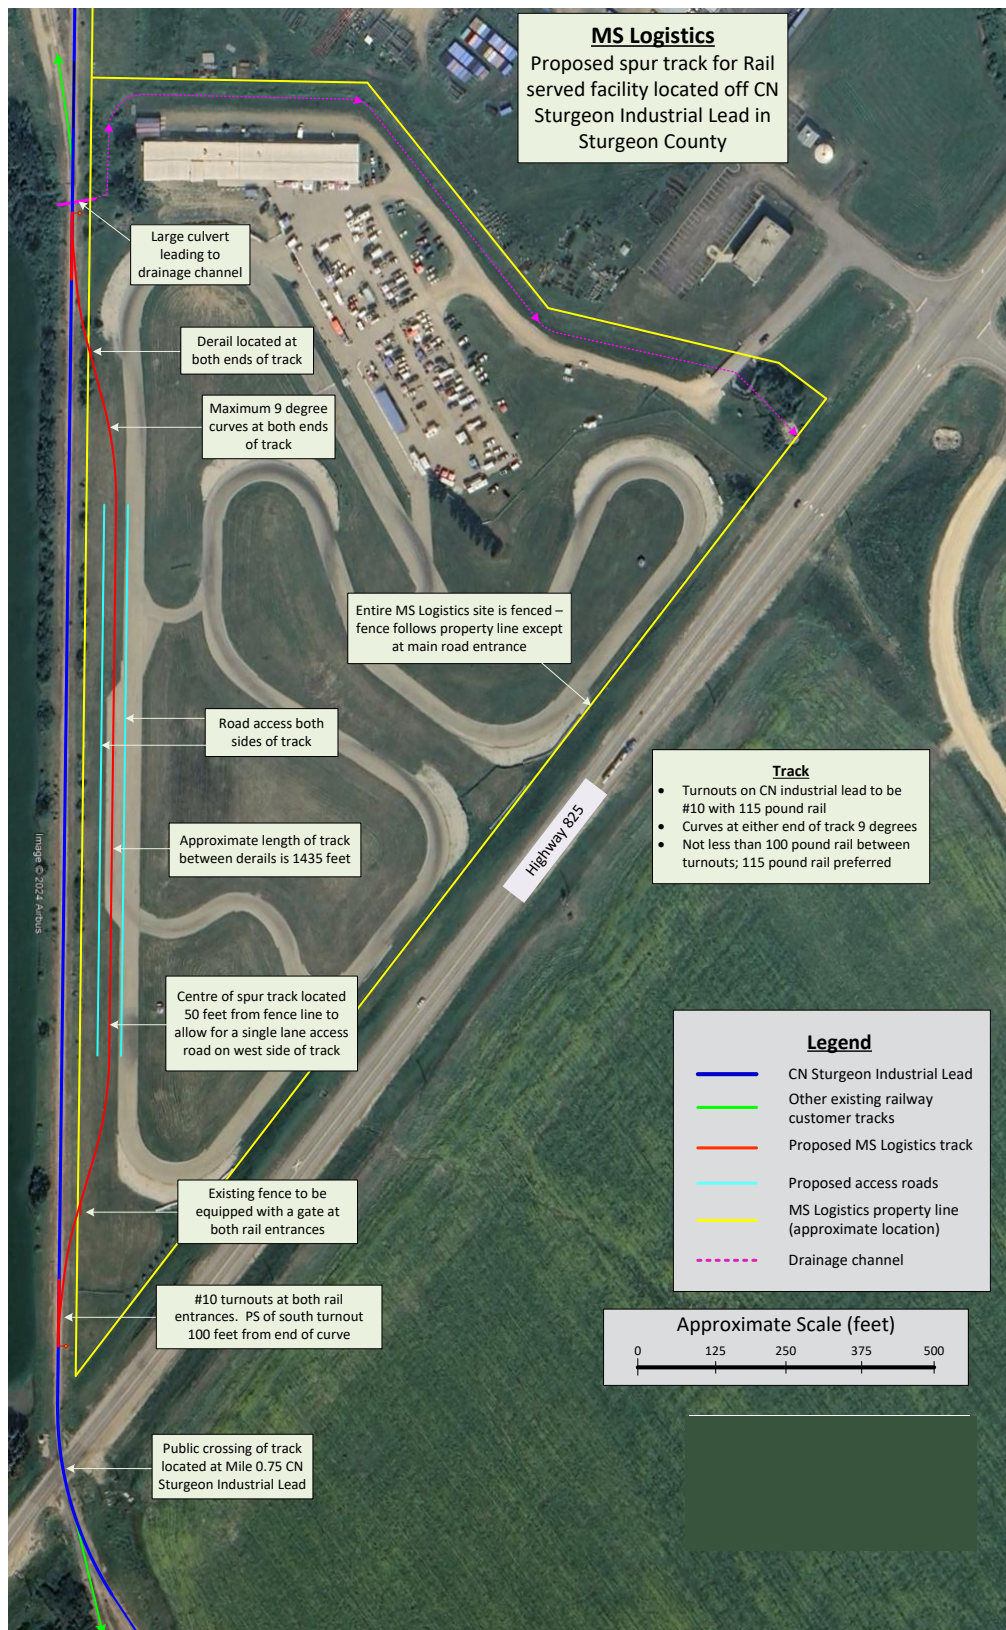 MS Logistics
Proposed spur track for Rail
served facility located off CN
Sturgeon Industrial Lead in
Sturgeon County
Large culvert
leading to
drainage channel
Derail located at
both ends of track
Maximum 9 degree
curves at both ends
of track
Entire MS Logistics site is fenced –
fence follows property line except
at main road entrance
Road access both
sides of track
Track
• Turnouts on CN industrial lead to be
#10 with 115 pound rail
• Curves at either end of track 9 degrees
• Not less than 100 pound rail between
turnouts; 115 pound rail preferred
Highway 825
Approximate length of track
between derails is 1435 feet
Image © 2024 Airbus
Centre of spur track located
50 feet from fence line to
allow for a single lane access
road on west side of track
Legend
CN Sturgeon Industrial Lead
Other existing railway
customer tracks
Proposed MS Logistics track
Proposed access roads
MS Logistics property line
(approximate location)
Drainage channel
Existing fence to be
equipped with a gate at
both rail entrances
#10 turnouts at both rail
entrances. PS of south turnout
100 feet from end of curve
Approximate Scale (feet)
0 125 250 375 500
Public crossing of track
located at Mile 0.75 CN
Sturgeon Industrial Lead